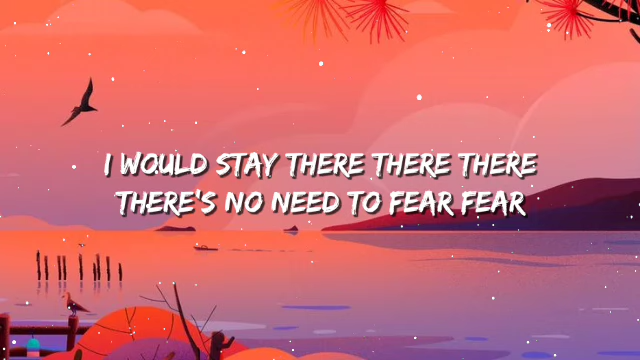 I WOULD STAY THERE THERE THERE
THERE'S NO NEED TO FEAR FEAR